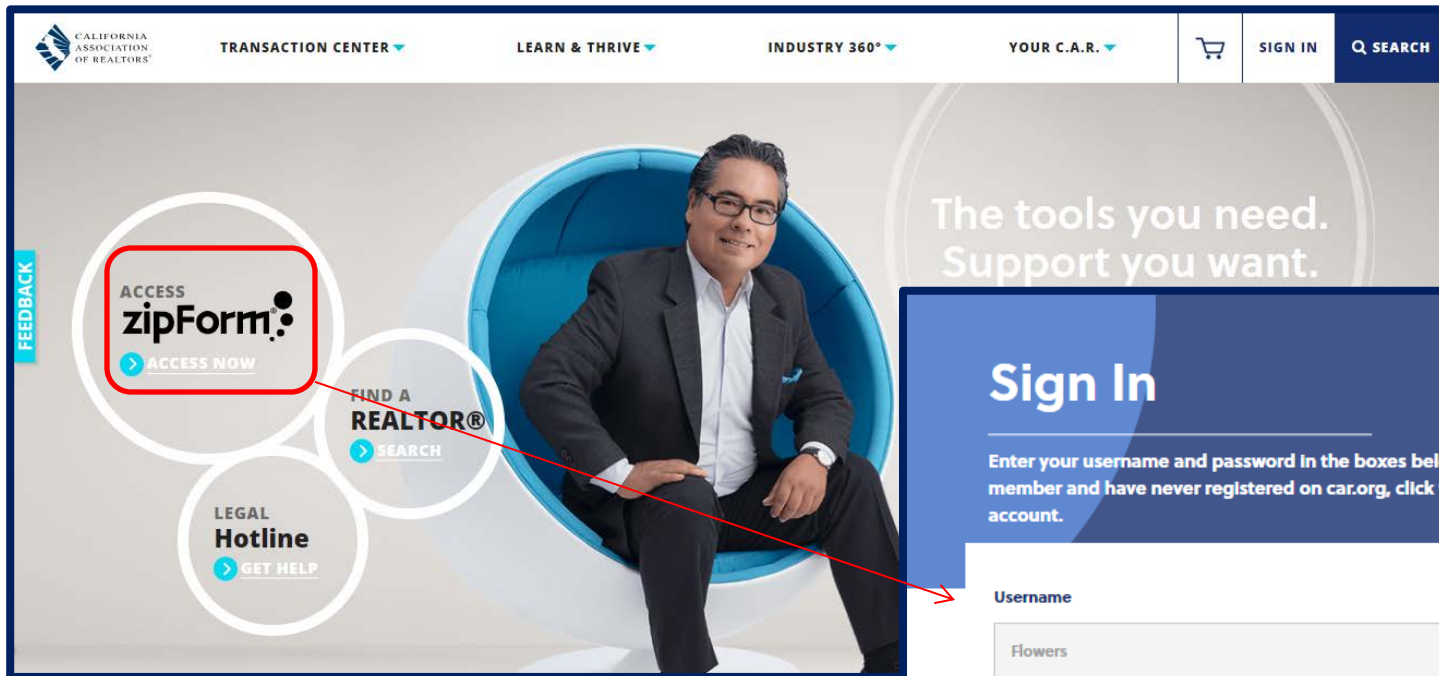 CALIFORNIA
ASSOCIATION
OF REALTORS®
TRANSACTION CENTER
LEARN & THRIVE
INDUSTRY 360°
YOUR C.A.R.
SIGN IN
SEARCH
The tools you need.
Support you want.
FEEDBACK
ACCESS
zipForm®
ACCESS NOW
FIND A
REALTOR®
SEARCH
LEGAL
Hotline
GET HELP
Sign In
Enter your username and password in the boxes bel
member and have never registered on car.org, click
account.
Username
Flowers